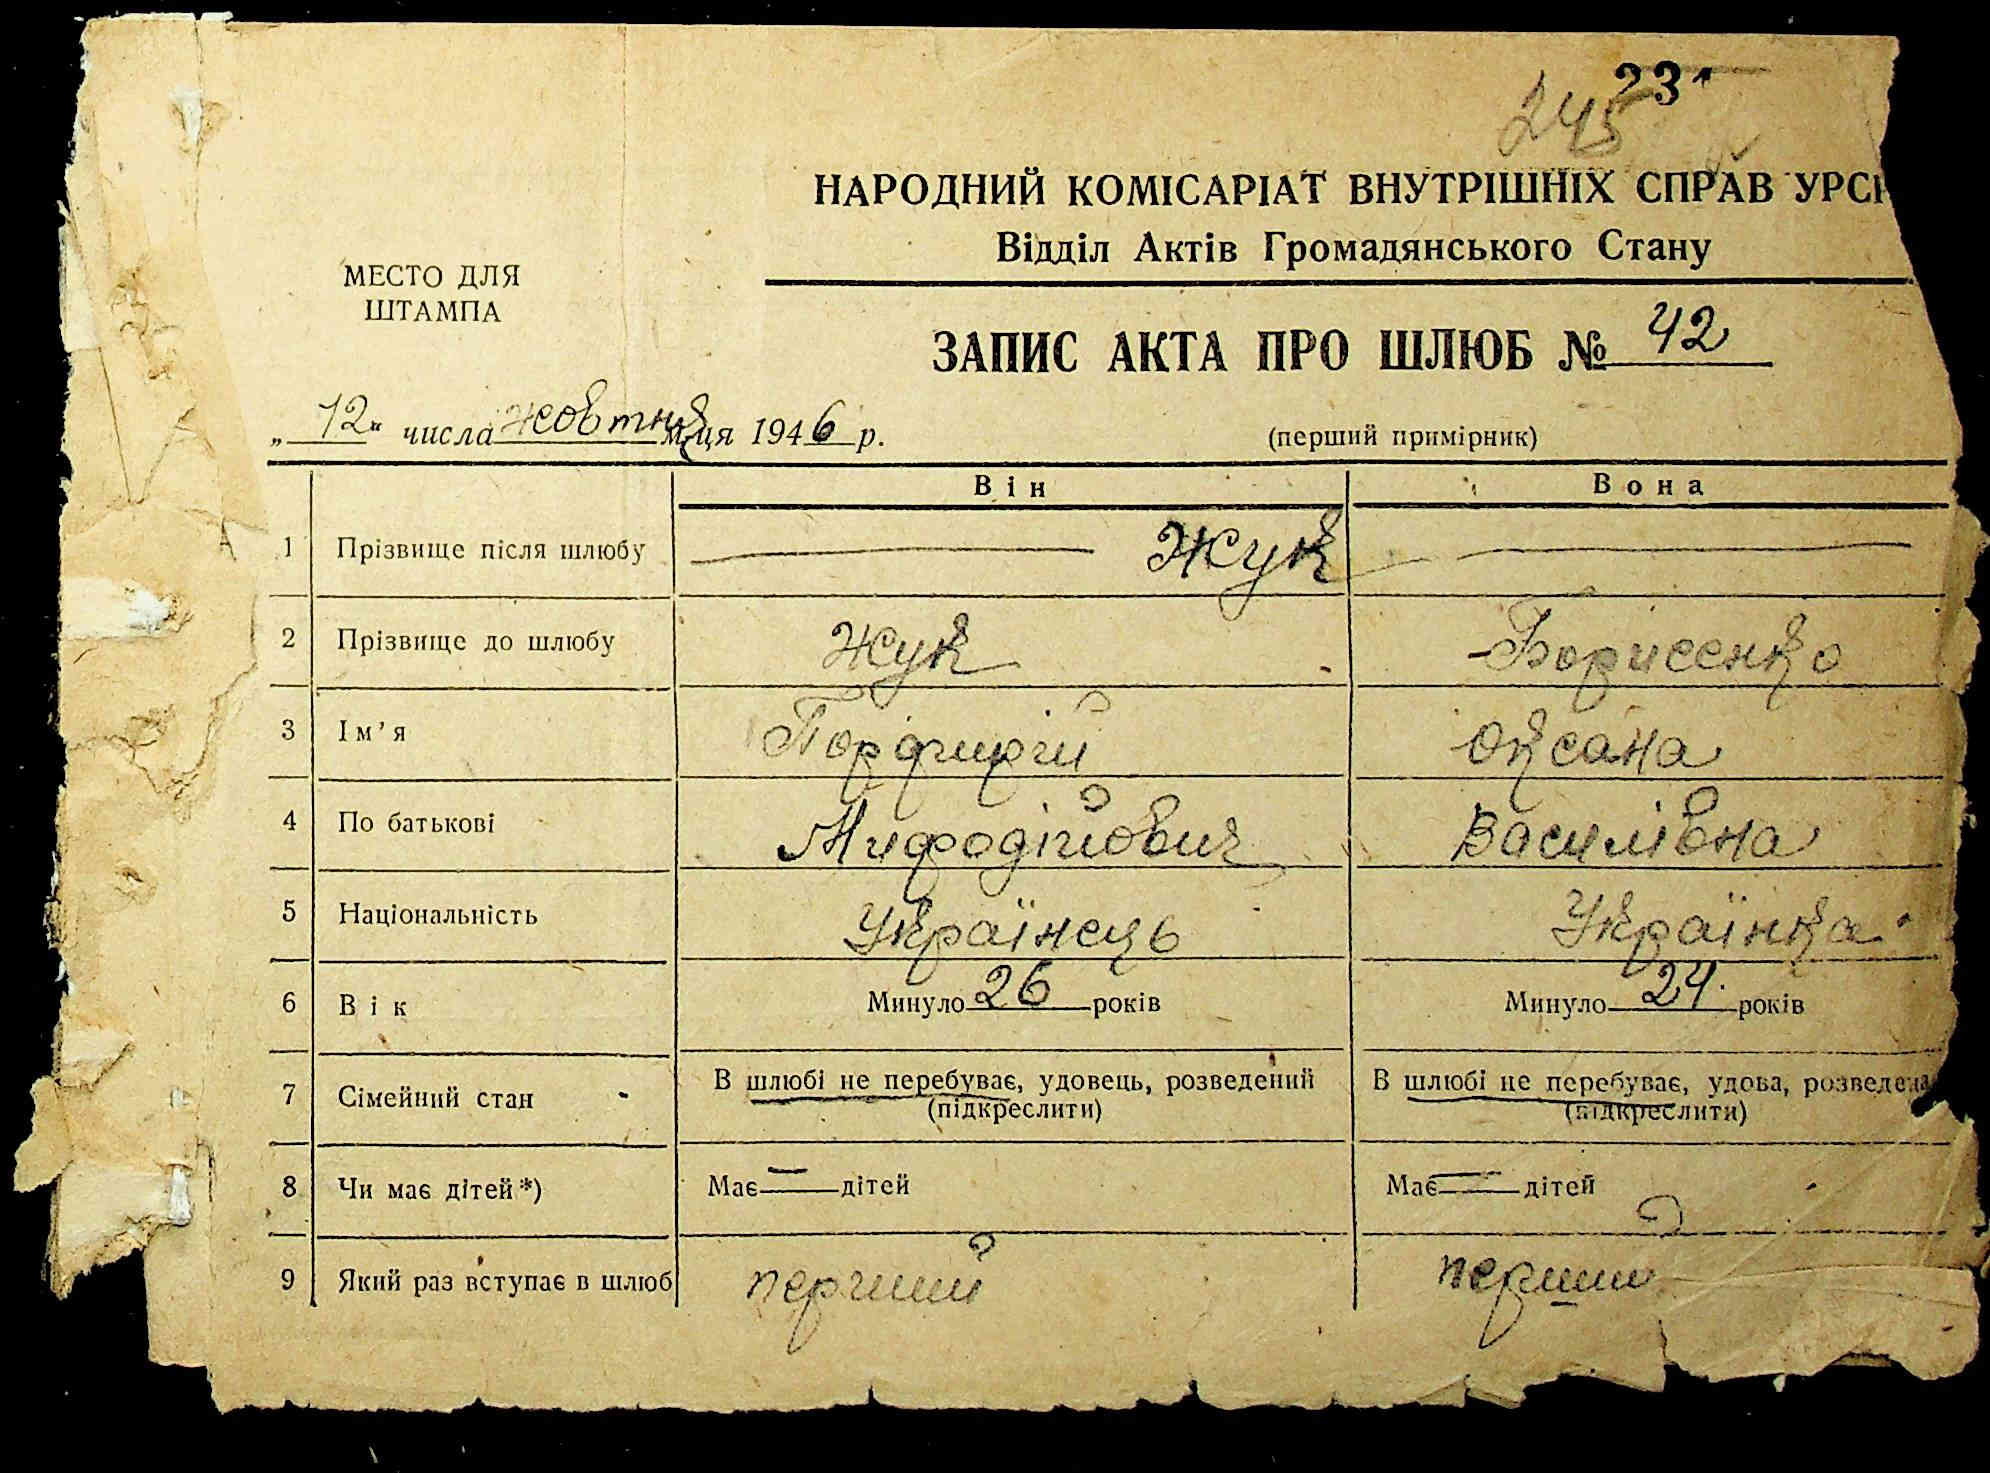 231
245
НАРОДНИЙ КОМІСАРІАТ ВНУТРІШНІХ СПРАВ УРСР
Відділ Актів Громадянського Стану
МЕСТО ДЛЯ
ШТАМПА
ЗАПИС АКТА ПРО ШЛЮБ № 42
„12“ числа жовтня м-ця 1946 р.
(перший примірник)
Він Вона
1 Прізвище після шлюбу Жук
2 Прізвище до шлюбу Жук Борисенко
3 Ім’я Порфирій Оксана
4 По батькові Мифодійович Василівна
5 Національність Українець Українка
6 Вік Минуло 26 років Минуло 24 років
7 Сімейний стан В шлюбі не перебуває, удовець, розведений В шлюбі не перебуває, удова, розведена
(підкреслити) (підкреслити)
8 Чи має дітей*) Має — дітей Має — дітей
9 Який раз вступає в шлюб перший перший